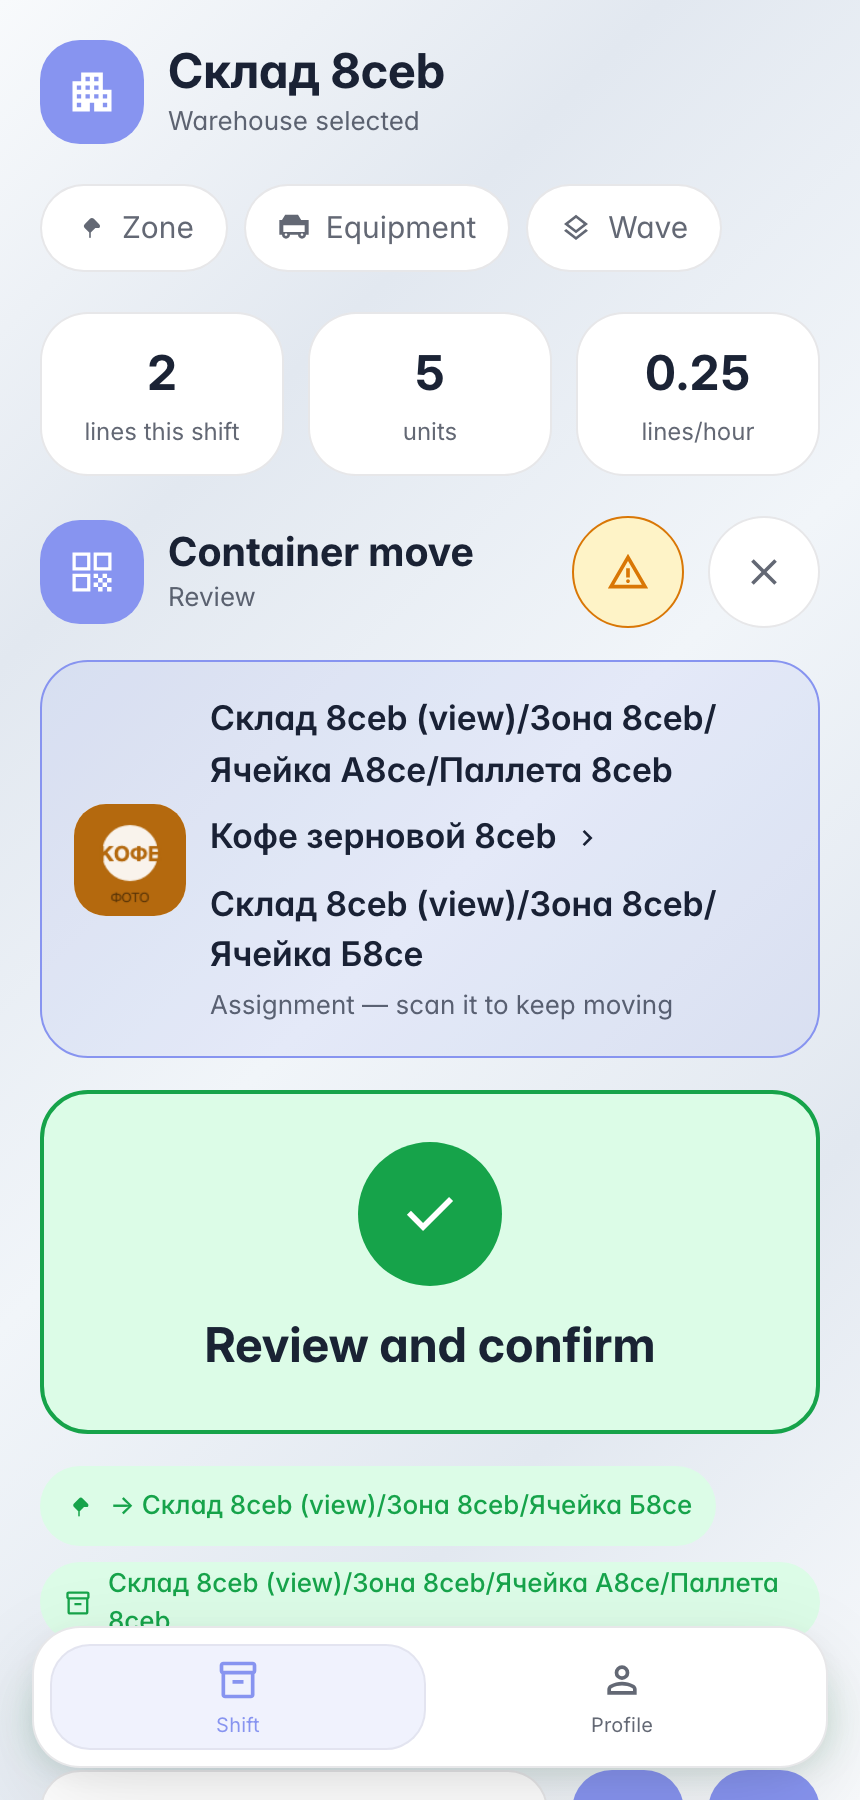 Склад 8ceb
Warehouse selected
Zone
Equipment
Wave
2
lines this shift
5
units
0.25
lines/hour
Container move
Review
Склад 8ceb (view)/Зона 8ceb/
Ячейка А8ce/Паллета 8ceb
КОФЕ
ФОТО
Кофе зерновой 8ceb
Склад 8ceb (view)/Зона 8ceb/
Ячейка Б8ce
Assignment — scan it to keep moving
Review and confirm
→ Склад 8ceb (view)/Зона 8ceb/Ячейка Б8ce
Склад 8ceb (view)/Зона 8ceb/Ячейка А8ce/Паллета
8ceb
Shift
Profile